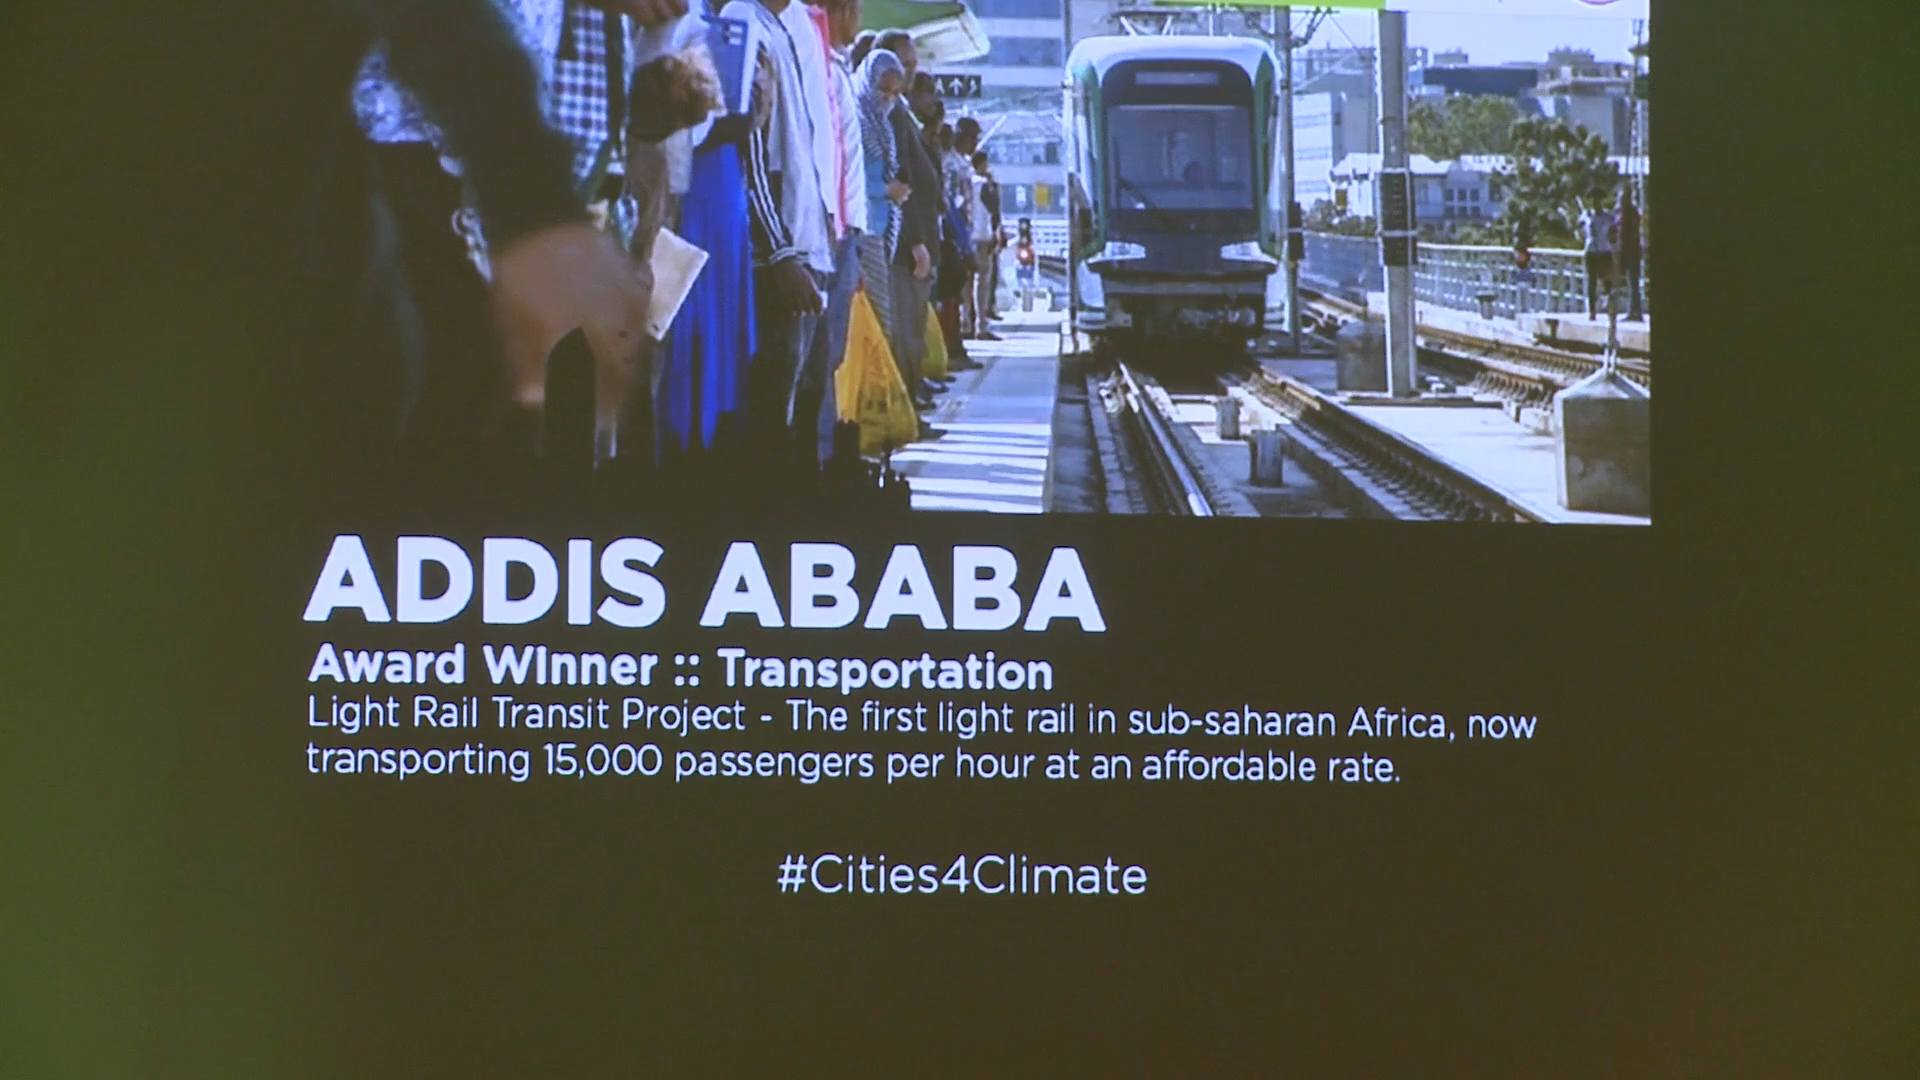 ADDIS ABABA
Award WInner :: Transportation
Light Rail Transit Project - The first light rail in sub-saharan Africa, now
transporting 15,000 passengers per hour at an affordable rate.
#Cities4Climate